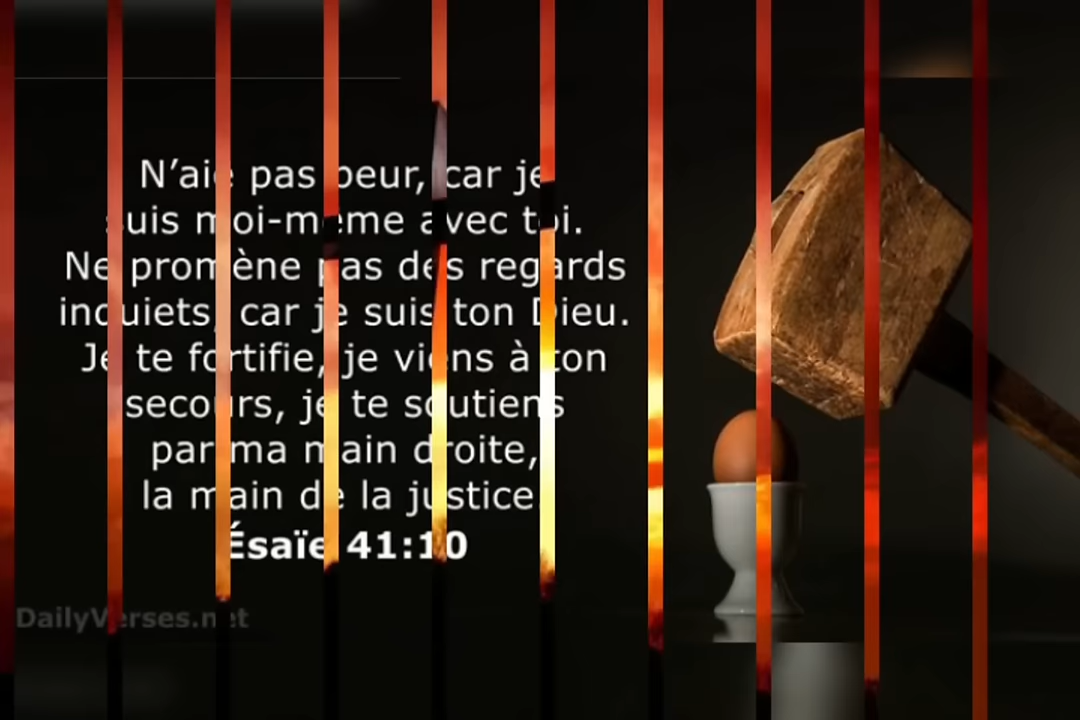 N’aie pas peur, car je
suis moi-même avec toi.
Ne promène pas des regards
inquiets, car je suis ton Dieu.
Je te fortifie, je viens à ton
secours, je te soutiens
par ma main droite,
la main de la justice.
Ésaïe 41:10
DailyVerses.net